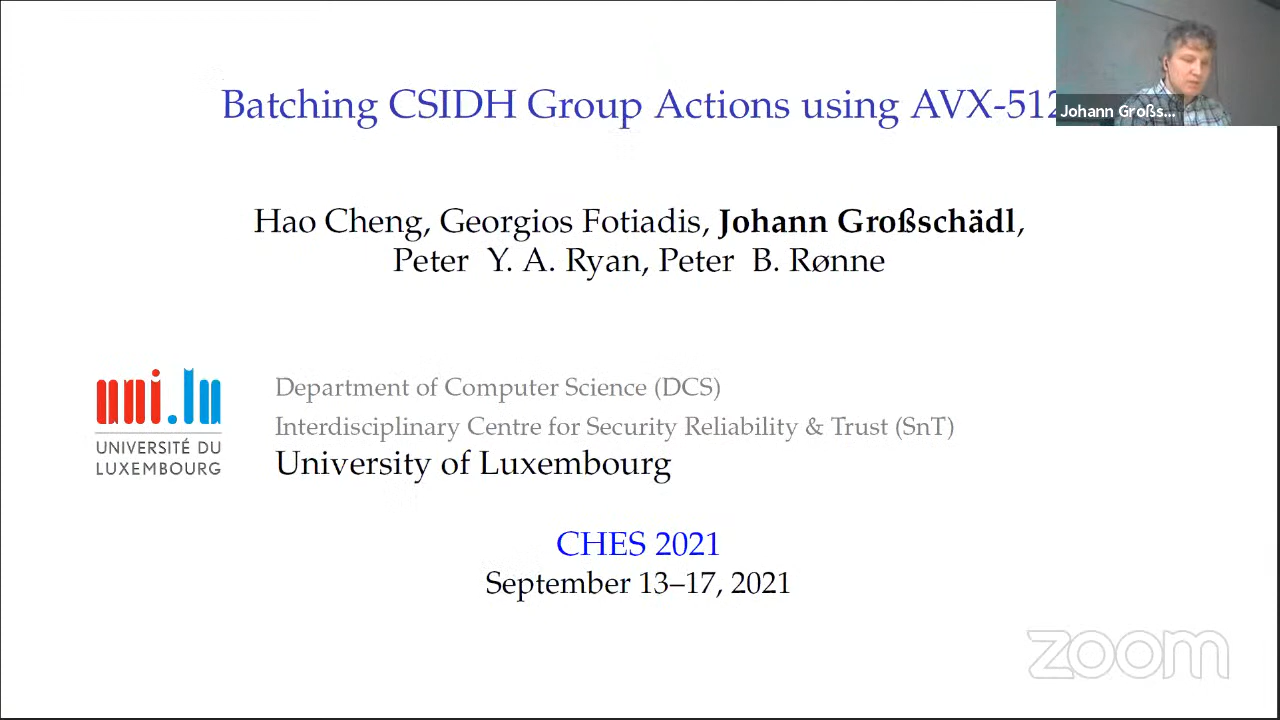 Batching CSIDH Group Actions using AVX-512
Johann Großs...
Hao Cheng, Georgios Fotiadis, Johann Großschädl,
Peter Y. A. Ryan, Peter B. Rønne
uni.lu
UNIVERSITÉ DU
LUXEMBOURG
Department of Computer Science (DCS)
Interdisciplinary Centre for Security Reliability & Trust (SnT)
University of Luxembourg
CHES 2021
September 13–17, 2021
zoom